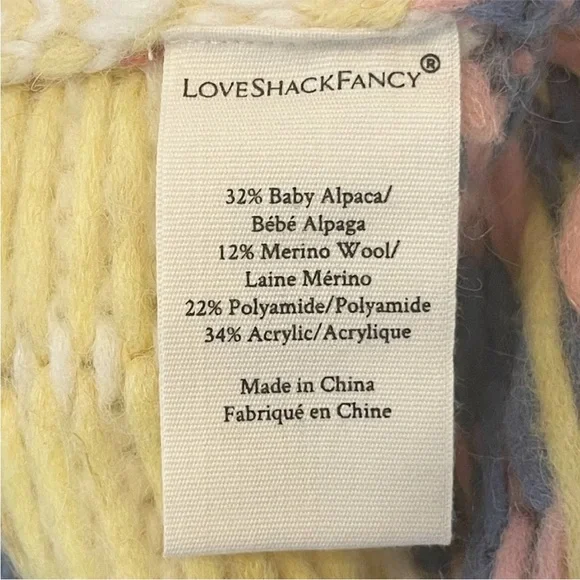 LOVESHACKFANCY®
32% Baby Alpaca/
Bébé Alpaga
12% Merino Wool/
Laine Mérino
22% Polyamide/Polyamide
34% Acrylic/Acrylique
Made in China
Fabriqué en Chine